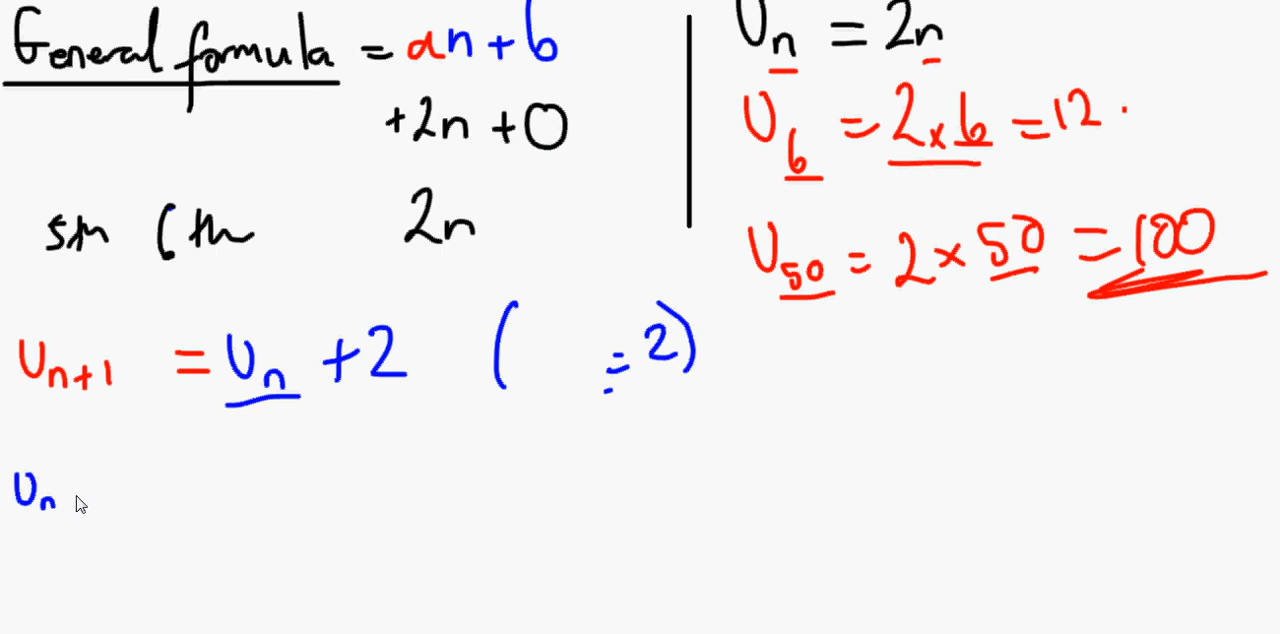 General formula = an + b
+2n + 0
5th 6th 2n
Un+1 = Un + 2 ( = 2)
Un
Un = 2n
U6 = 2 × 6 = 12 .
U50 = 2 × 50 = 100